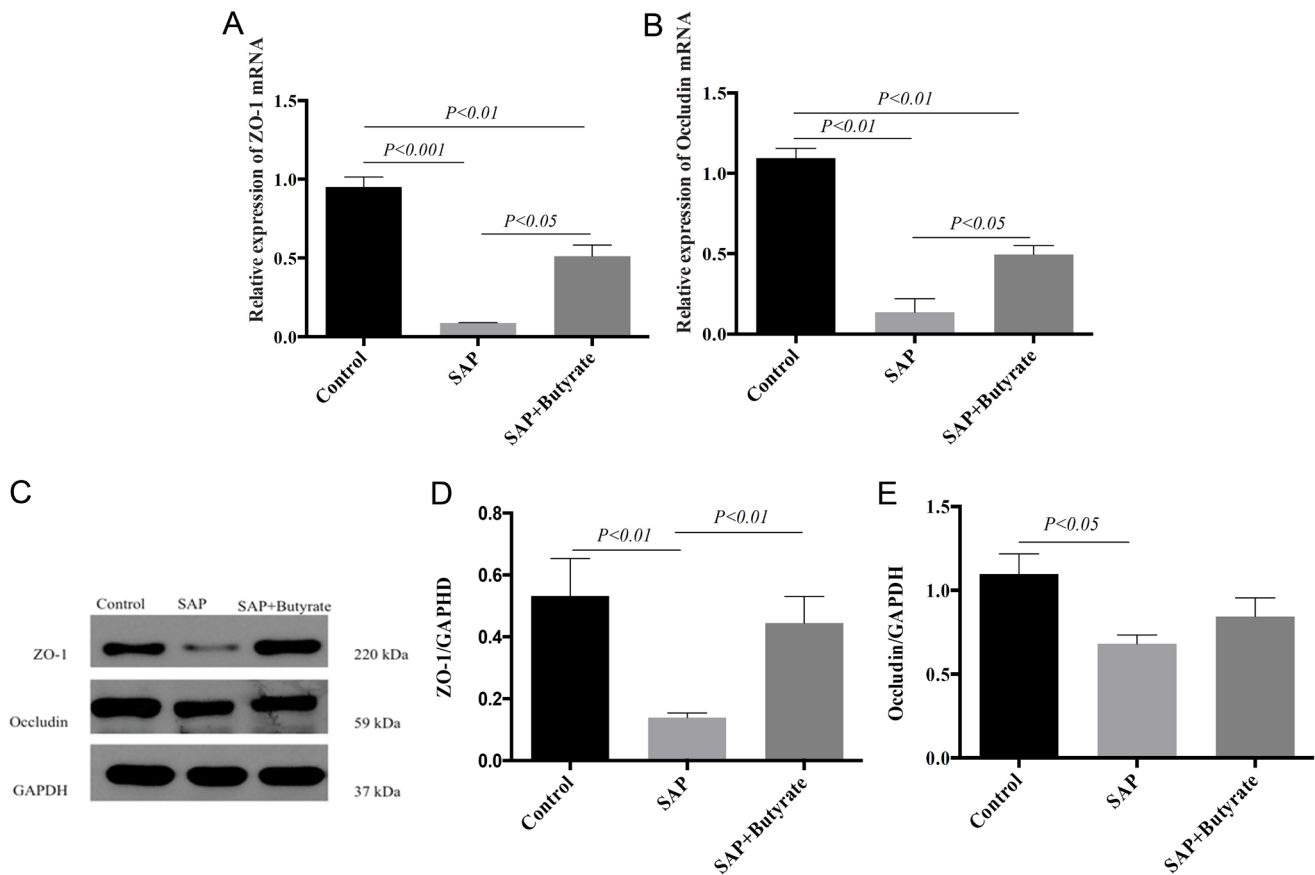 A
Relative expression of ZO-1 mRNA
1.5
1.0
0.5
0.0
P<0.01
P<0.001
P<0.05
Control
SAP
SAP+Butyrate
B
Relative expression of Occludin mRNA
1.5
1.0
0.5
0.0
P<0.01
P<0.01
P<0.05
Control
SAP
SAP+Butyrate
C
Control SAP SAP+Butyrate
ZO-1 220 kDa
Occludin 59 kDa
GAPDH 37 kDa
D
ZO-1/GAPHD
0.8
0.6
0.4
0.2
0.0
P<0.01
P<0.01
Control
SAP
SAP+Butyrate
E
Occludin/GAPDH
1.5
1.0
0.5
0.0
P<0.05
Control
SAP
SAP+Butyrate